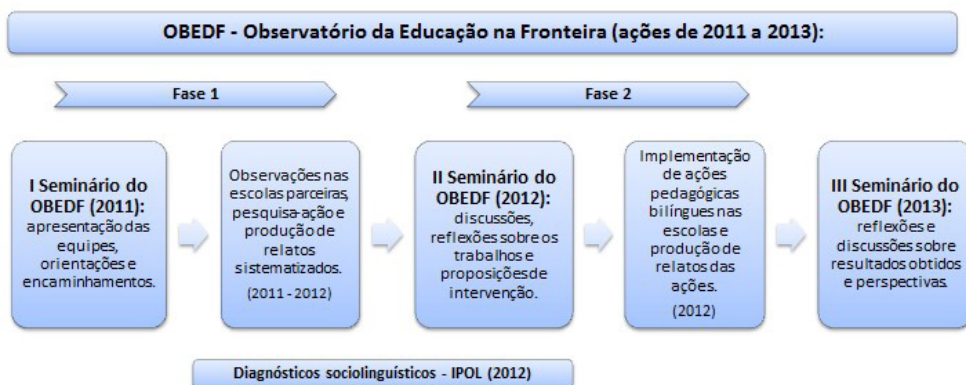 OBEDF - Observatório da Educação na Fronteira (ações de 2011 a 2013):
Fase 1
Fase 2
I Seminário do
OBEDF (2011):
apresentação das
equipes,
orientações e
encaminhamentos.
Observações nas
escolas parceiras,
pesquisa-ação e
produção de
relatos
sistematizados.
(2011 - 2012)
II Seminário do
OBEDF (2012):
discussões,
reflexões sobre os
trabalhos e
proposições de
intervenção.
Implementação
de ações
pedagógicas
bilíngues nas
escolas e
produção de
relatos das
ações.
(2012)
III Seminário do
OBEDF (2013):
reflexões e
discussões sobre
resultados obtidos
e perspectivas.
Diagnósticos sociolinguísticos - IPOL (2012)